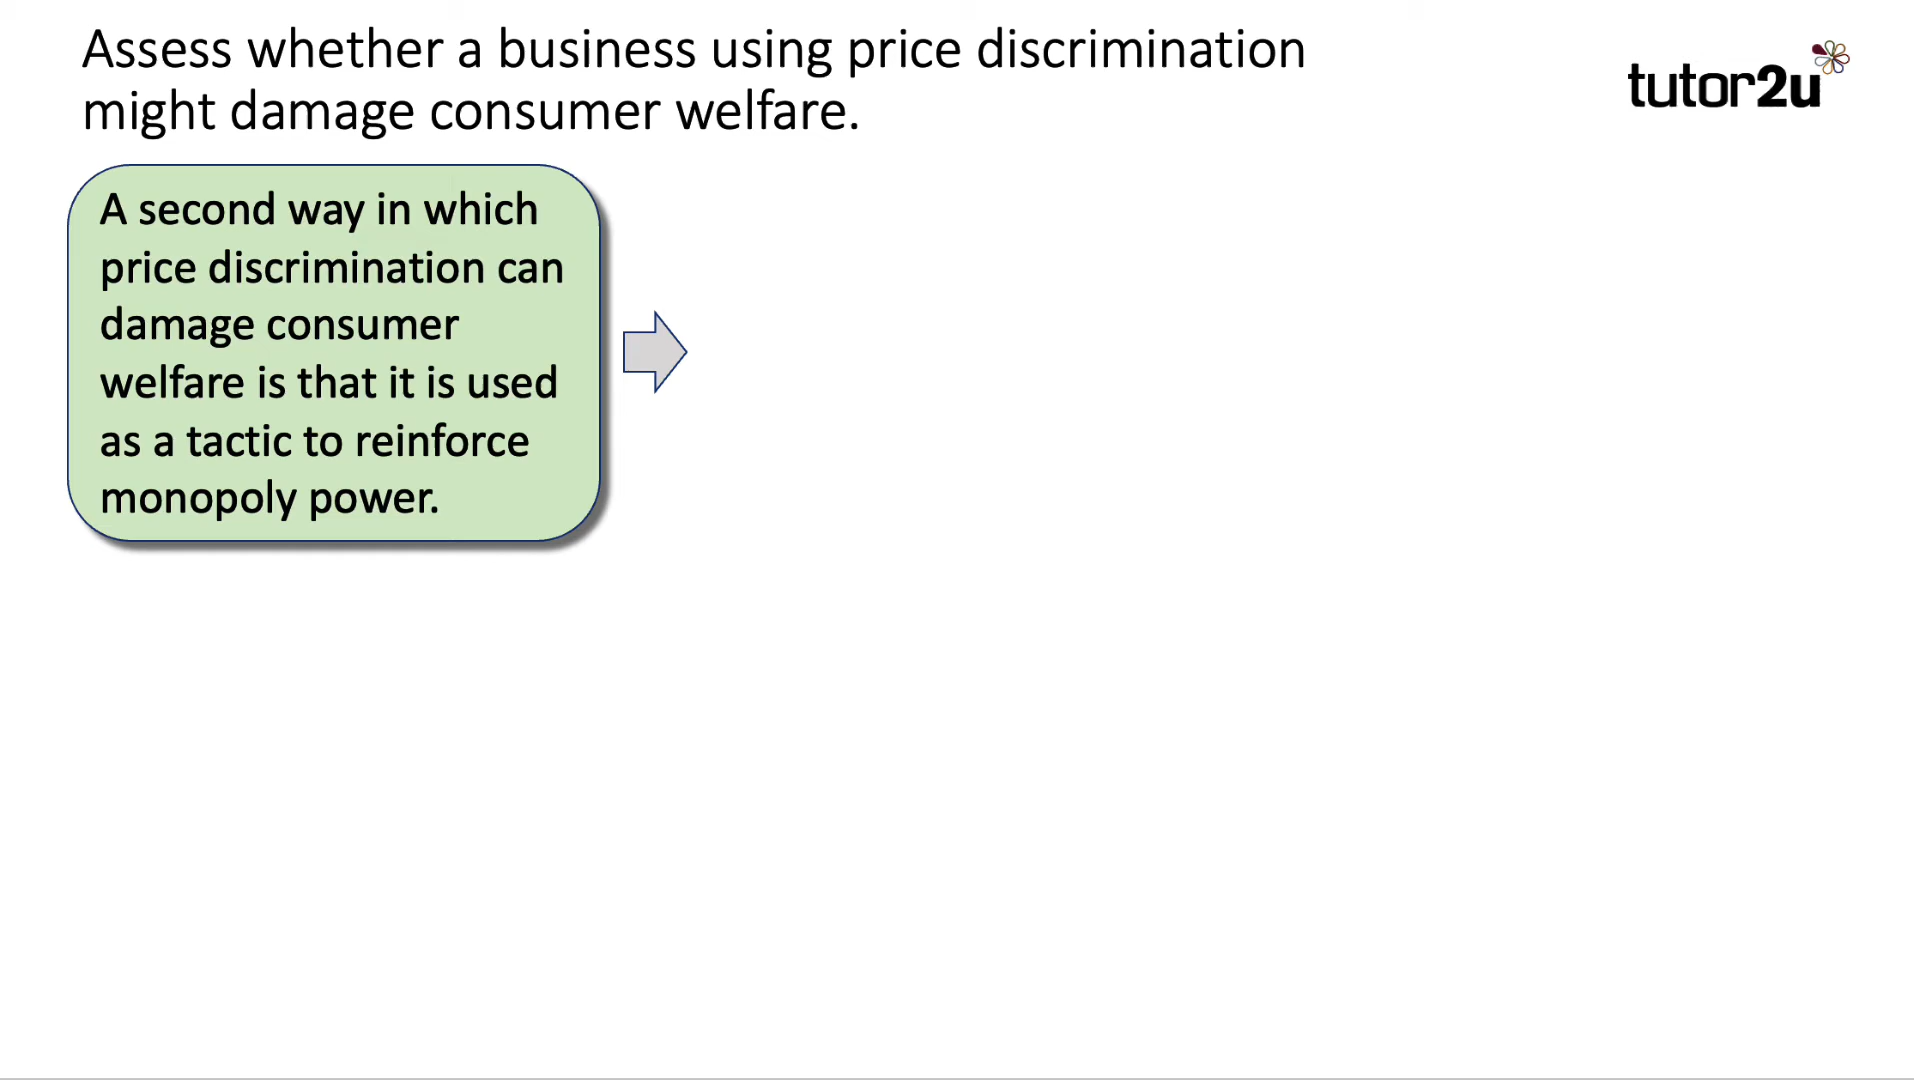 Assess whether a business using price discrimination
might damage consumer welfare.
tutor2u
A second way in which
price discrimination can
damage consumer
welfare is that it is used
as a tactic to reinforce
monopoly power.